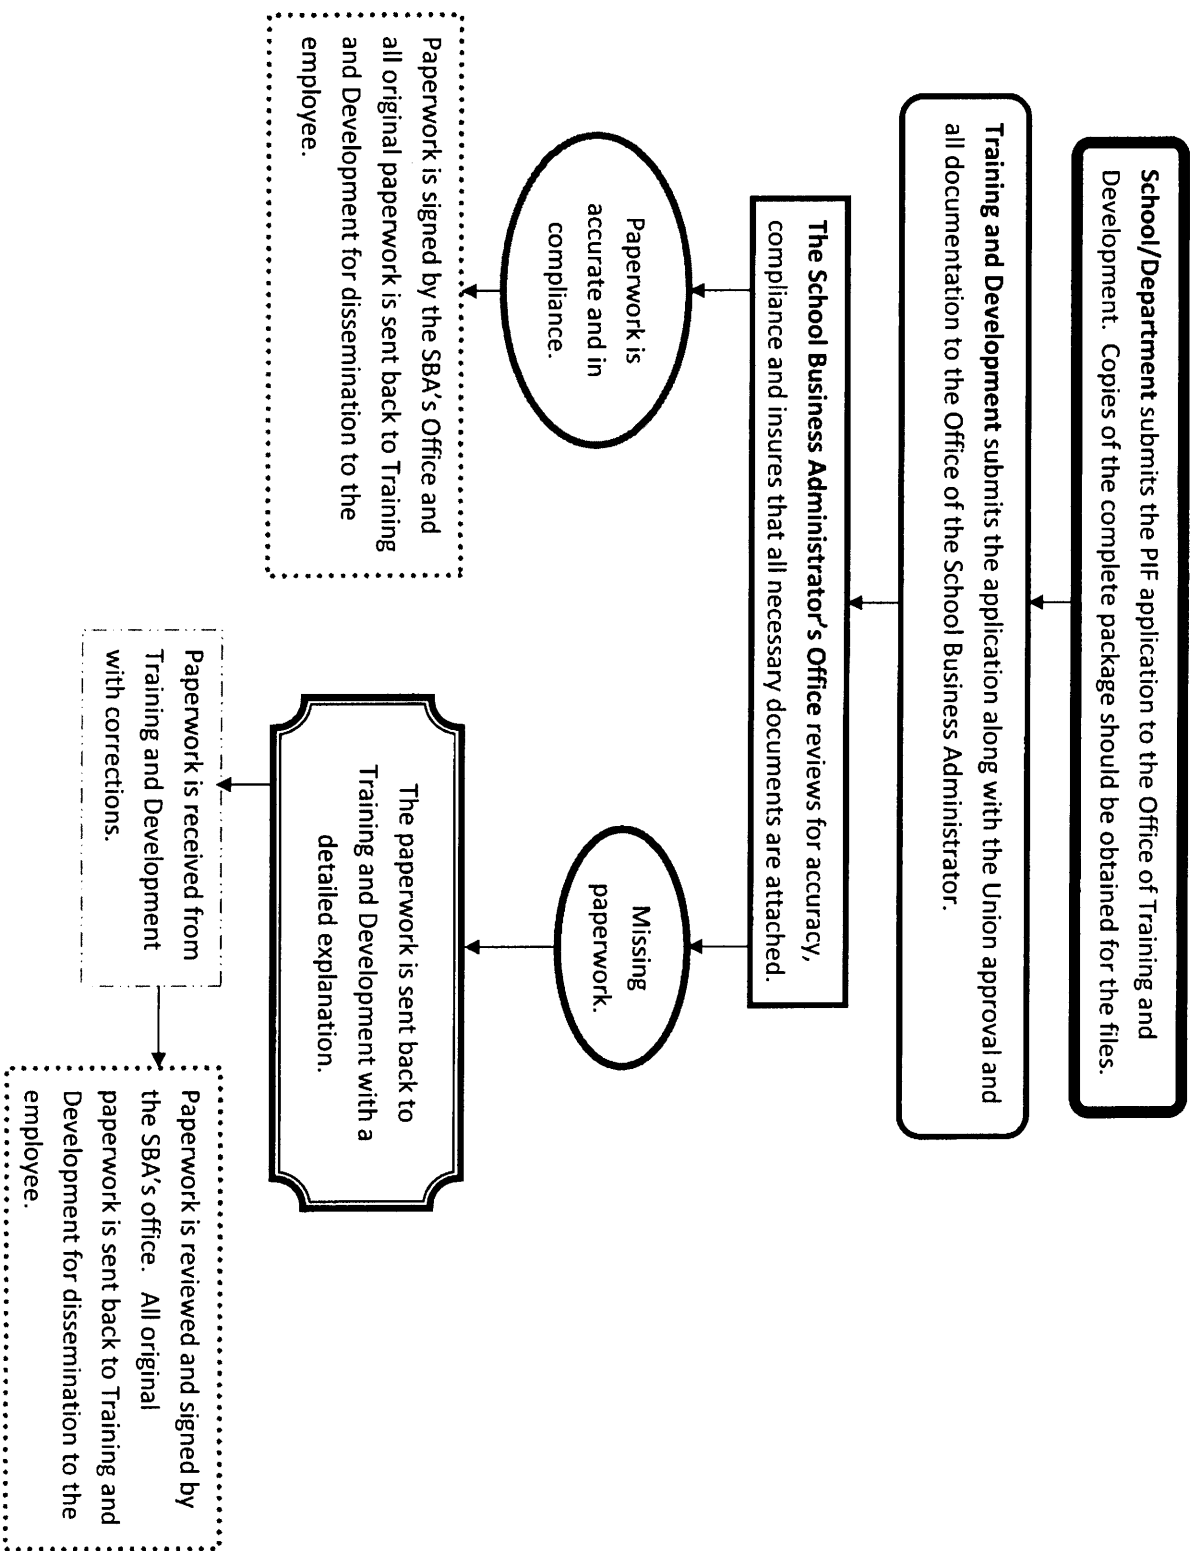 School/Department submits the PIF application to the Office of Training and
Development.  Copies of the complete package should be obtained for the files.
Training and Development submits the application along with the Union approval and
all documentation to the Office of the School Business Administrator.
The School Business Administrator's Office reviews for accuracy,
compliance and insures that all necessary documents are attached.
Paperwork is
accurate and in
compliance.
Missing
paperwork.
Paperwork is signed by the SBA's Office and
all original paperwork is sent back to Training
and Development for dissemination to the
employee.
The paperwork is sent back to
Training and Development with a
detailed explanation.
Paperwork is received from
Training and Development
with corrections.
Paperwork is reviewed and signed by
the SBA's office.  All original
paperwork is sent back to Training and
Development for dissemination to the
employee.